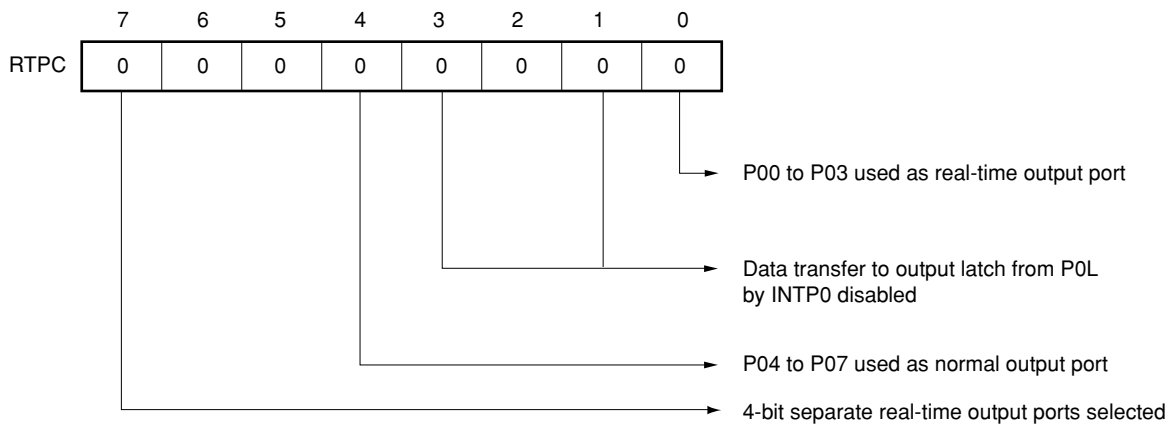 7 6 5 4 3 2 1 0
RTPC 0 0 0 0 0 0 0 0
P00 to P03 used as real-time output port
Data transfer to output latch from P0L
by INTP0 disabled
P04 to P07 used as normal output port
4-bit separate real-time output ports selected